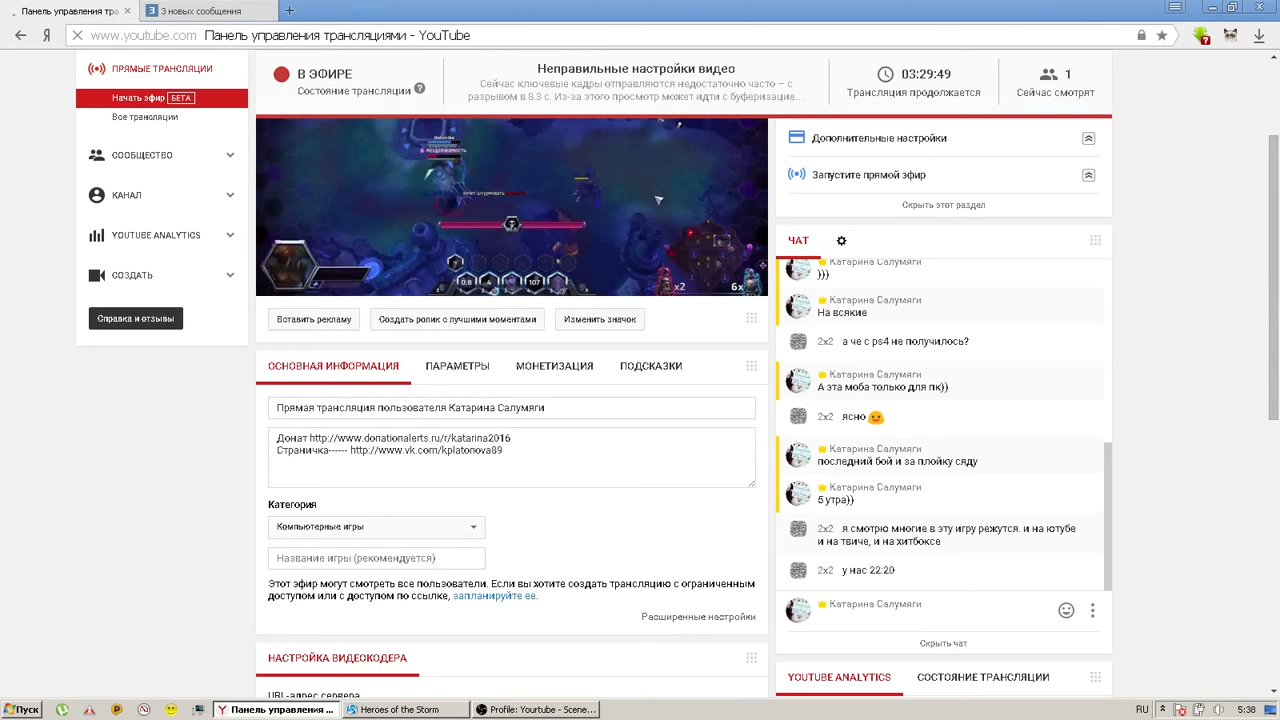 Панель управления тра
3 новых сообщения
www.youtube.com Панель управления трансляциями - YouTube
ПРЯМЫЕ ТРАНСЛЯЦИИ
Начать эфир БЕТА
Все трансляции
СООБЩЕСТВО
КАНАЛ
YOUTUBE ANALYTICS
СОЗДАТЬ
Справка и отзывы
В ЭФИРЕ
Состояние трансляции ?
Неправильные настройки видео
Сейчас ключевые кадры отправляются недостаточно часто – с
разрывом в 8.3 с. Из-за этого просмотр может идти с буферизацие...
03:29:49
Трансляция продолжается
1
Сейчас смотрят
x2
6x
Вставить рекламу
Создать ролик с лучшими моментами
Изменить значок
ОСНОВНАЯ ИНФОРМАЦИЯ
ПАРАМЕТРЫ
МОНЕТИЗАЦИЯ
ПОДСКАЗКИ
Прямая трансляция пользователя Катарина Салумяги
Донат http://www.donationalerts.ru/r/katarina2016
Страничка------ http://www.vk.com/kplatonova89
Категория
Компьютерные игры
Название игры (рекомендуется)
Этот эфир могут смотреть все пользователи. Если вы хотите создать трансляцию с ограниченным
доступом или с доступом по ссылке, запланируйте ее.
Расширенные настройки
НАСТРОЙКА ВИДЕОКОДЕРА
URL-адрес сервера
Дополнительные настройки
Запустите прямой эфир
Скрыть этот раздел
ЧАТ
Катарина Салумяги
)))
Катарина Салумяги
На всякие
2x2 а че с ps4 не получилось?
Катарина Салумяги
А эта моба только для пк))
2x2 ясно
Катарина Салумяги
последний бой и за плойку сяду
Катарина Салумяги
5 утра))
2x2 я смотрю многие в эту игру режутся. и на ютубе
и на твиче, и на хитбоксе
2x2 у нас 22:20
Катарина Салумяги
Скрыть чат
YOUTUBE ANALYTICS
СОСТОЯНИЕ ТРАНСЛЯЦИИ
Пуск
Панель управления ...
Heroes of the Storm
Profile: Yourtube - Scene...
RU
5:38